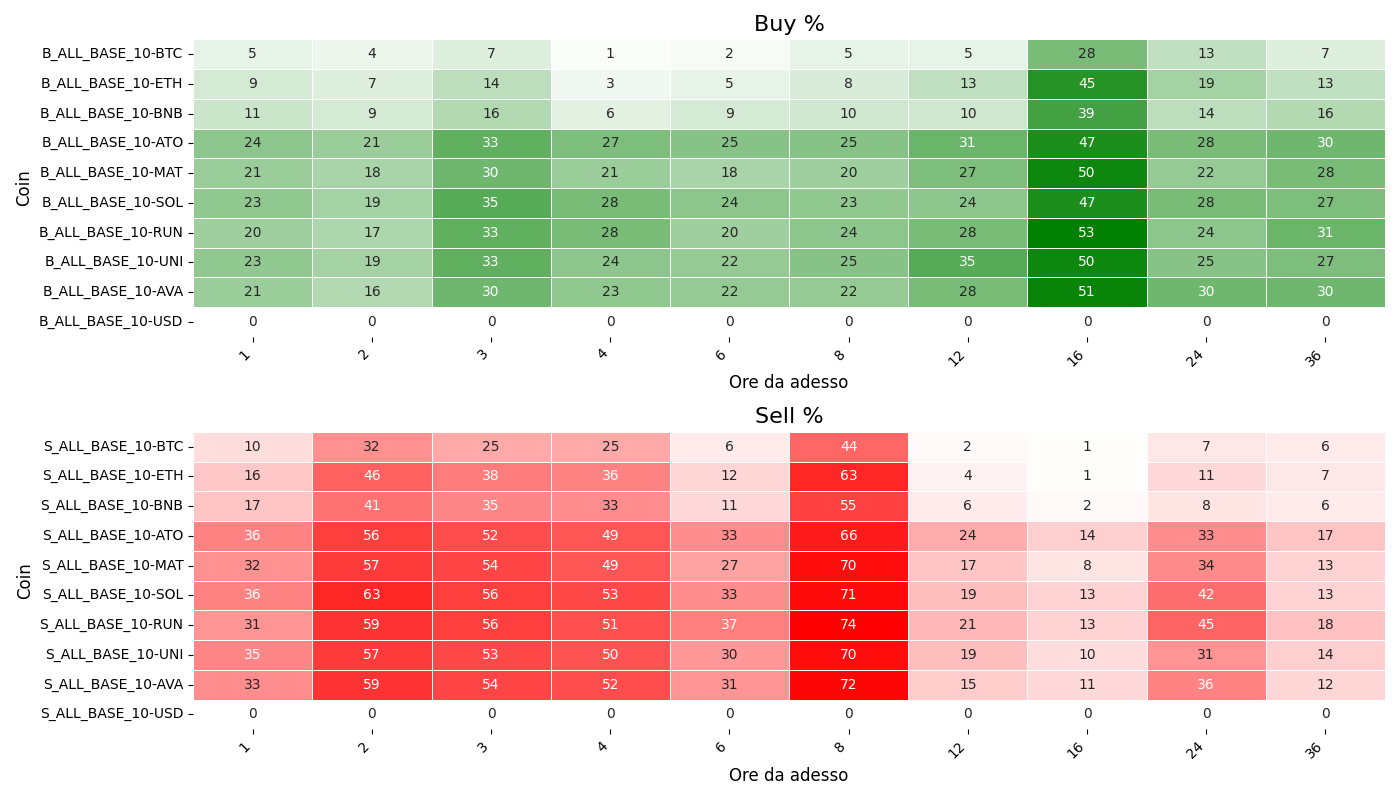 Buy %
Coin
B_ALL_BASE_10-BTC 5 4 7 1 2 5 5 28 13 7
B_ALL_BASE_10-ETH 9 7 14 3 5 8 13 45 19 13
B_ALL_BASE_10-BNB 11 9 16 6 9 10 10 39 14 16
B_ALL_BASE_10-ATO 24 21 33 27 25 25 31 47 28 30
B_ALL_BASE_10-MAT 21 18 30 21 18 20 27 50 22 28
B_ALL_BASE_10-SOL 23 19 35 28 24 23 24 47 28 27
B_ALL_BASE_10-RUN 20 17 33 28 20 24 28 53 24 31
B_ALL_BASE_10-UNI 23 19 33 24 22 25 35 50 25 27
B_ALL_BASE_10-AVA 21 16 30 23 22 22 28 51 30 30
B_ALL_BASE_10-USD 0 0 0 0 0 0 0 0 0 0
1 2 3 4 6 8 12 16 24 36
Ore da adesso
Sell %
Coin
S_ALL_BASE_10-BTC 10 32 25 25 6 44 2 1 7 6
S_ALL_BASE_10-ETH 16 46 38 36 12 63 4 1 11 7
S_ALL_BASE_10-BNB 17 41 35 33 11 55 6 2 8 6
S_ALL_BASE_10-ATO 36 56 52 49 33 66 24 14 33 17
S_ALL_BASE_10-MAT 32 57 54 49 27 70 17 8 34 13
S_ALL_BASE_10-SOL 36 63 56 53 33 71 19 13 42 13
S_ALL_BASE_10-RUN 31 59 56 51 37 74 21 13 45 18
S_ALL_BASE_10-UNI 35 57 53 50 30 70 19 10 31 14
S_ALL_BASE_10-AVA 33 59 54 52 31 72 15 11 36 12
S_ALL_BASE_10-USD 0 0 0 0 0 0 0 0 0 0
1 2 3 4 6 8 12 16 24 36
Ore da adesso